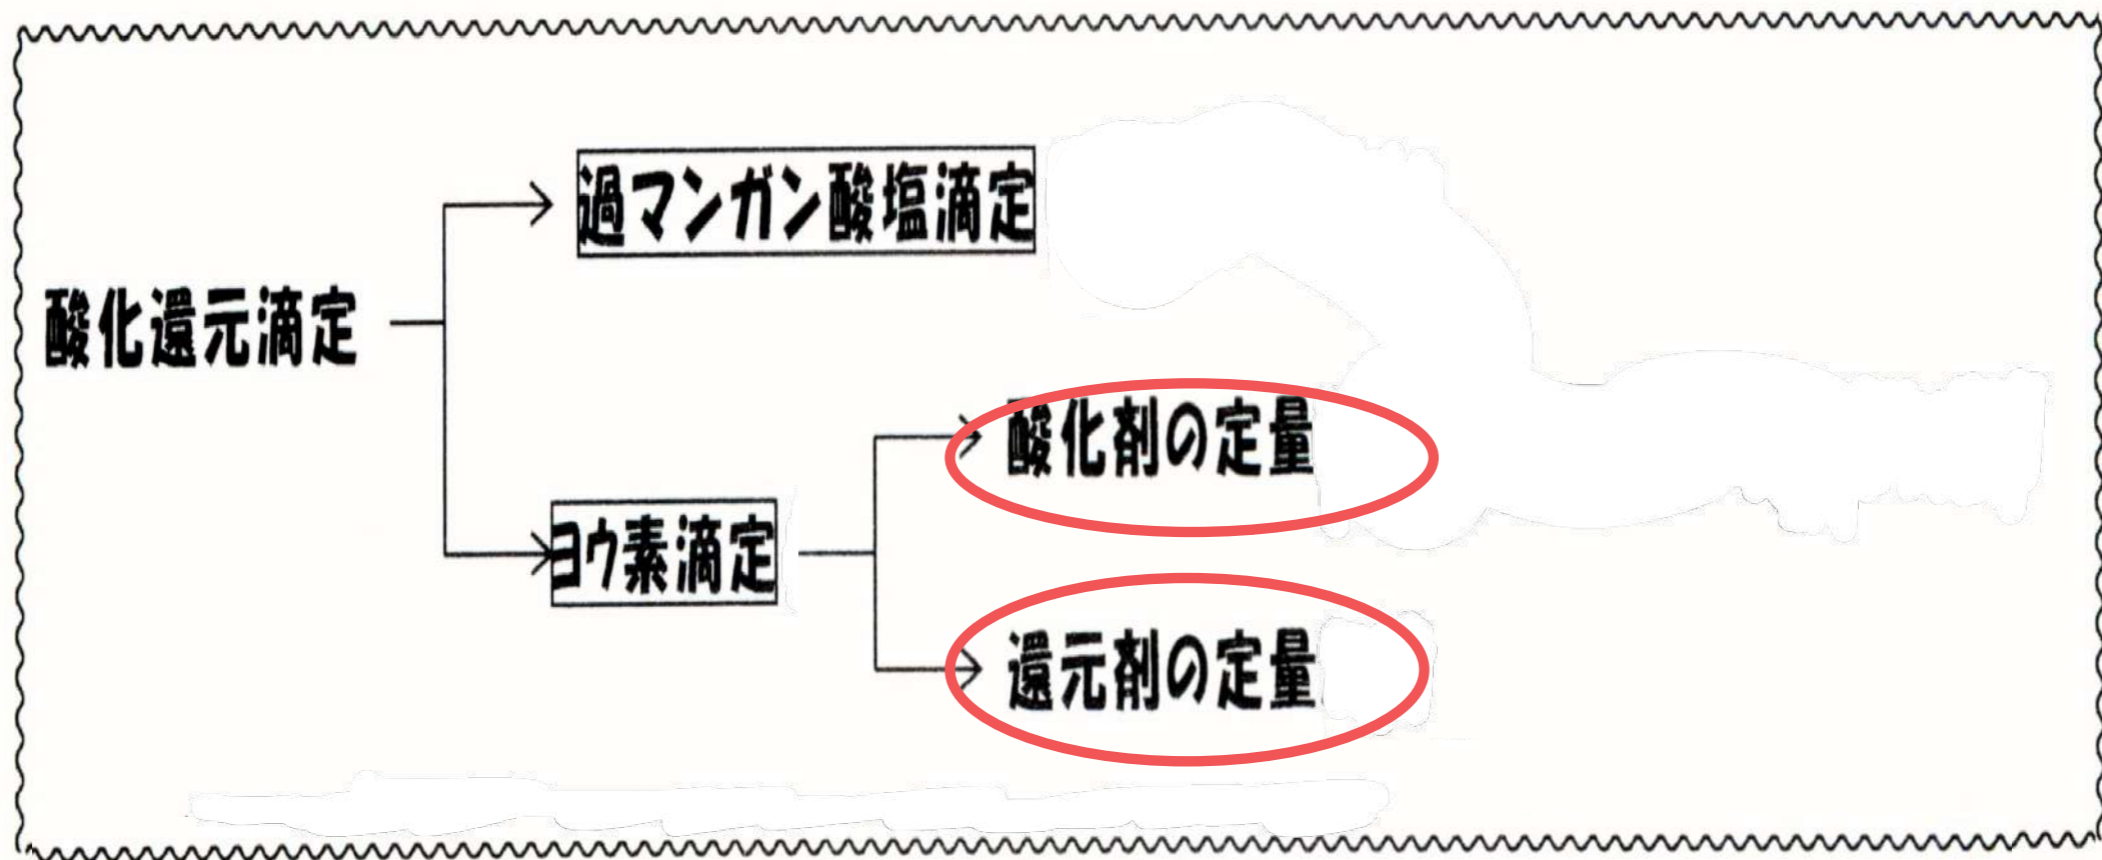 過マンガン酸塩滴定
酸化還元滴定
酸化剤の定量
ヨウ素滴定
還元剤の定量